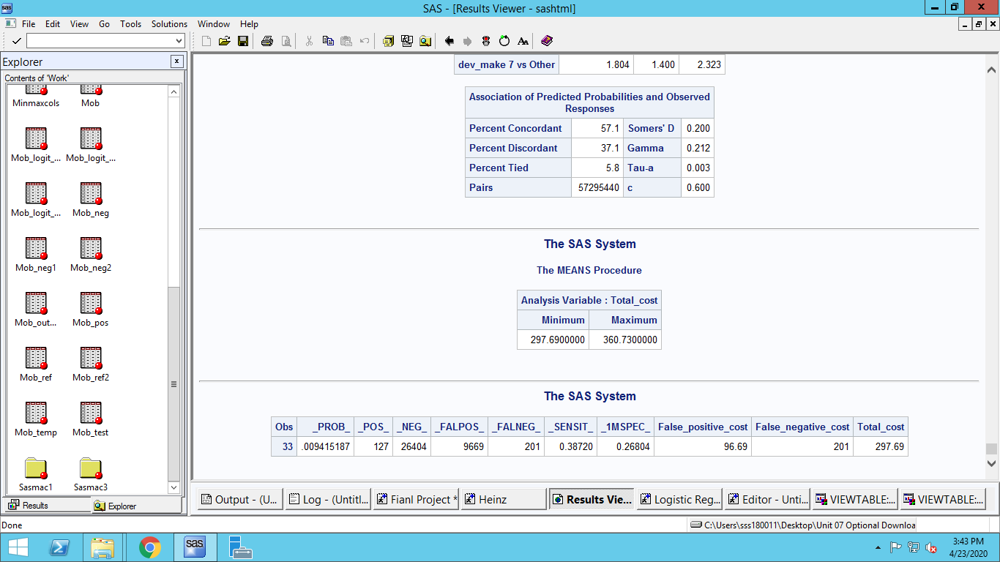 SAS - [Results Viewer - sashtml]
File Edit View Go Tools Solutions Window Help
Explorer
Contents of 'Work'
Minmaxcols Mob
Mob_logit_... Mob_logit_...
Mob_logit_... Mob_neg
Mob_neg1 Mob_neg2
Mob_out... Mob_pos
Mob_ref Mob_ref2
Mob_temp Mob_test
Sasmac1 Sasmac3
Results Explorer
dev_make 7 vs Other 1.804 1.400 2.323
Association of Predicted Probabilities and Observed
Responses
Percent Concordant 57.1 Somers' D 0.200
Percent Discordant 37.1 Gamma 0.212
Percent Tied 5.8 Tau-a 0.003
Pairs 57295440 c 0.600
The SAS System
The MEANS Procedure
Analysis Variable : Total_cost
Minimum Maximum
297.6900000 360.7300000
The SAS System
Obs _PROB_ _POS_ _NEG_ _FALPOS_ _FALNEG_ _SENSIT_ _1MSPEC_ False_positive_cost False_negative_cost Total_cost
33 .009415187 127 26404 9669 201 0.38720 0.26804 96.69 201 297.69
Output - (U... Log - (Untitl... Fianl Project * Heinz Results Vie... Logistic Reg... Editor - Unti... VIEWTABLE:... VIEWTABLE:...
Done C:\Users\sss180011\Desktop\Unit 07 Optional Downloa
sas
3:43 PM
4/23/2020